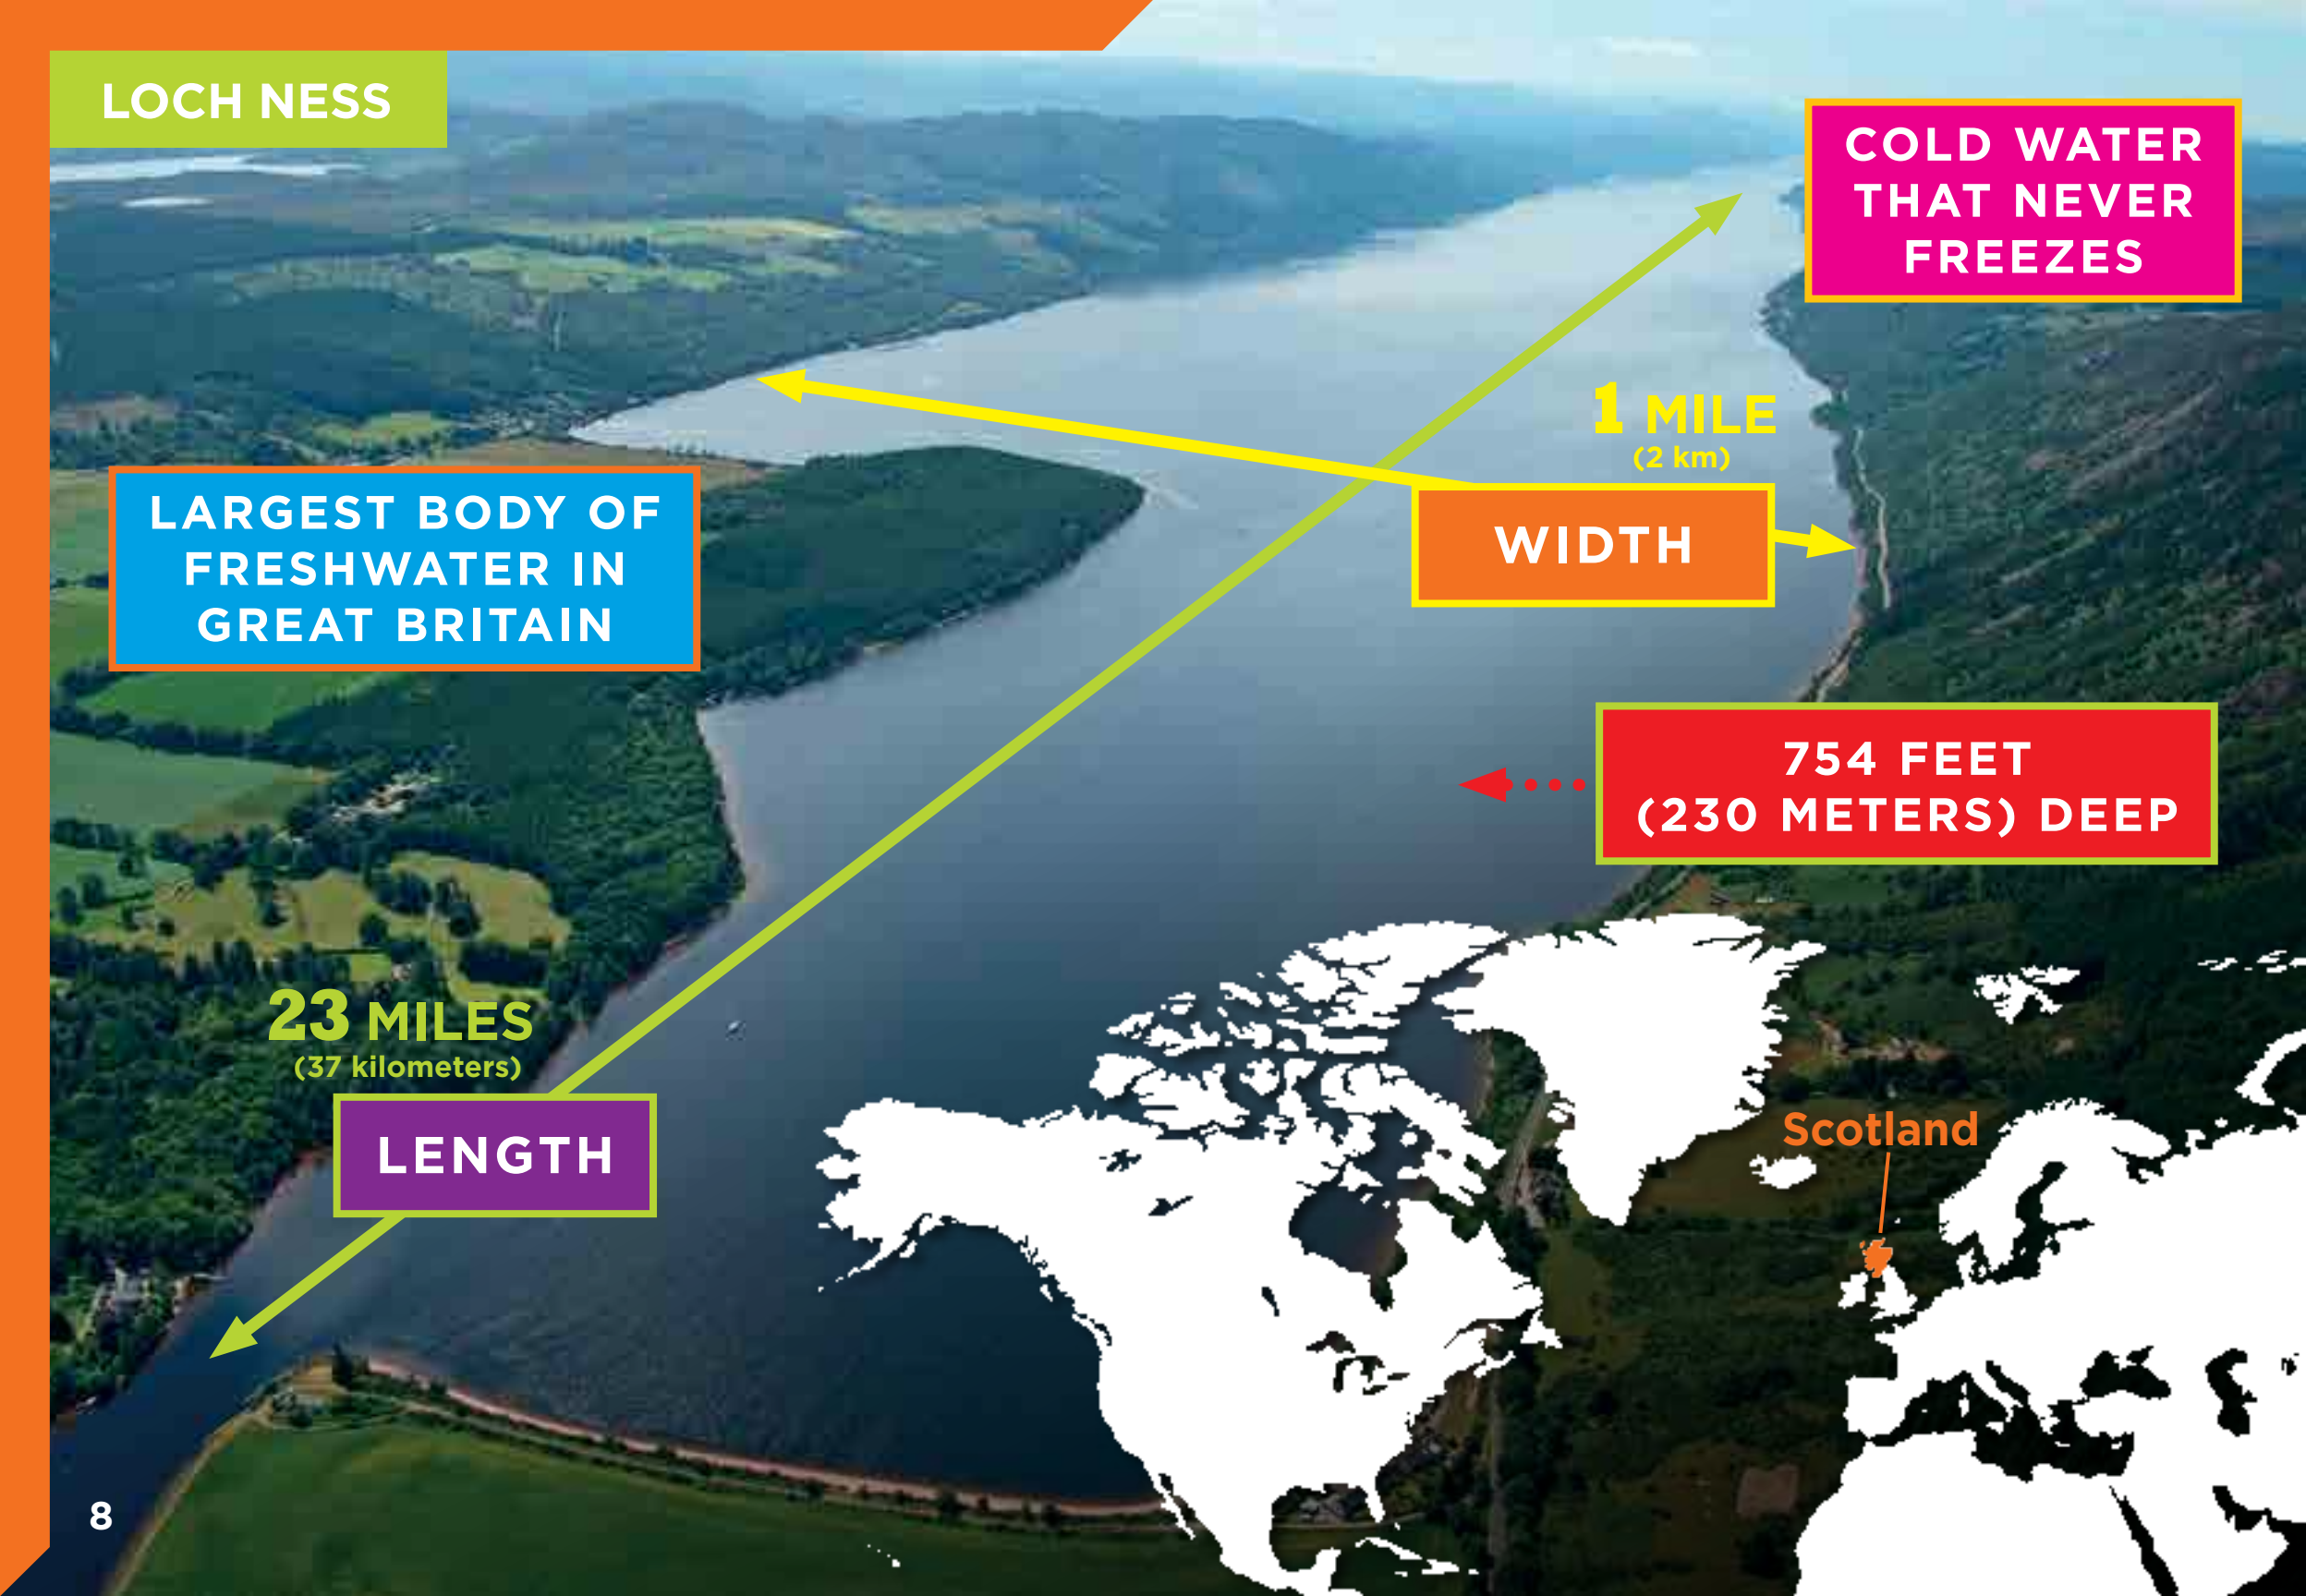 LOCH NESS
COLD WATER
THAT NEVER
FREEZES
1 MILE
(2 km)
WIDTH
LARGEST BODY OF
FRESHWATER IN
GREAT BRITAIN
754 FEET
(230 METERS) DEEP
23 MILES
(37 kilometers)
LENGTH
Scotland
8